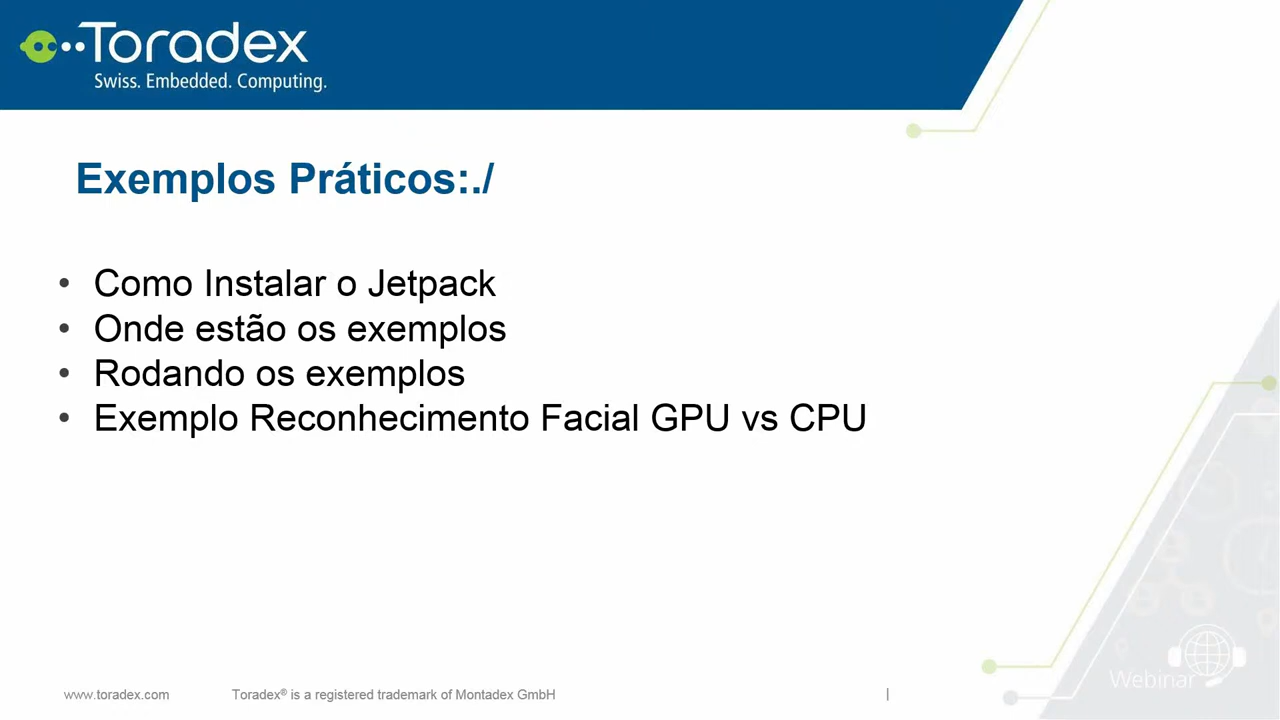 Toradex
Swiss. Embedded. Computing.
Exemplos Práticos:./
• Como Instalar o Jetpack
• Onde estão os exemplos
• Rodando os exemplos
• Exemplo Reconhecimento Facial GPU vs CPU
Webinar
www.toradex.com Toradex® is a registered trademark of Montadex GmbH |